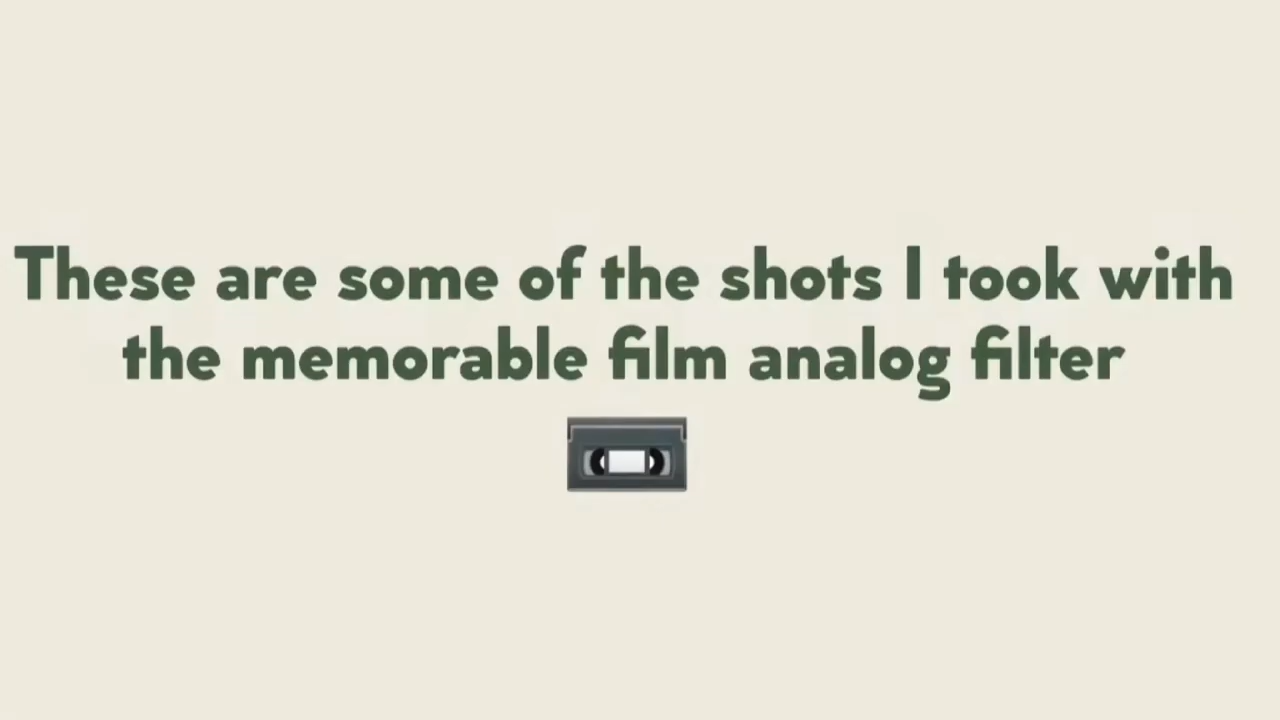 These are some of the shots I took with
the memorable film analog filter